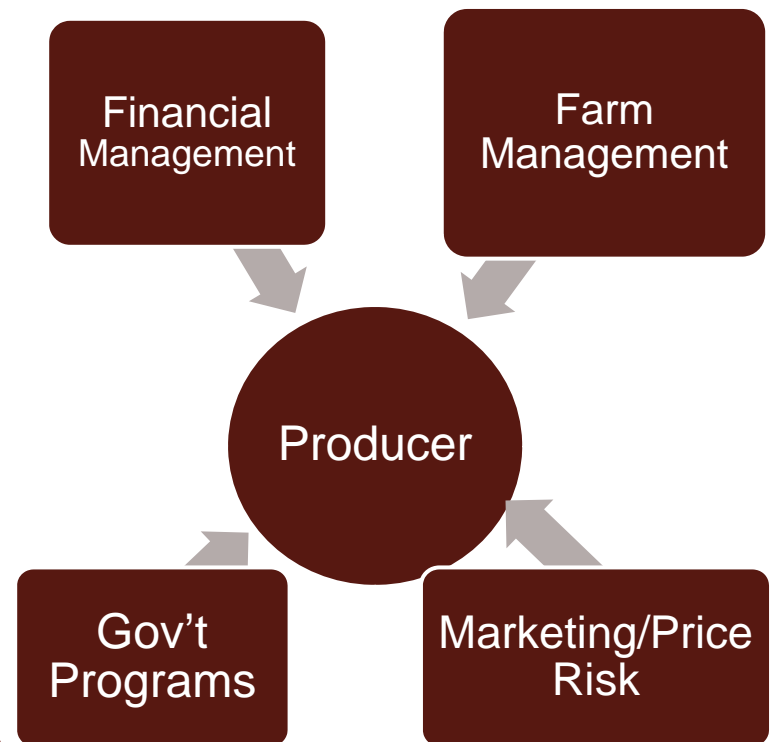 Financial
Management
Farm
Management
Producer
Gov’t
Programs
Marketing/Price
Risk